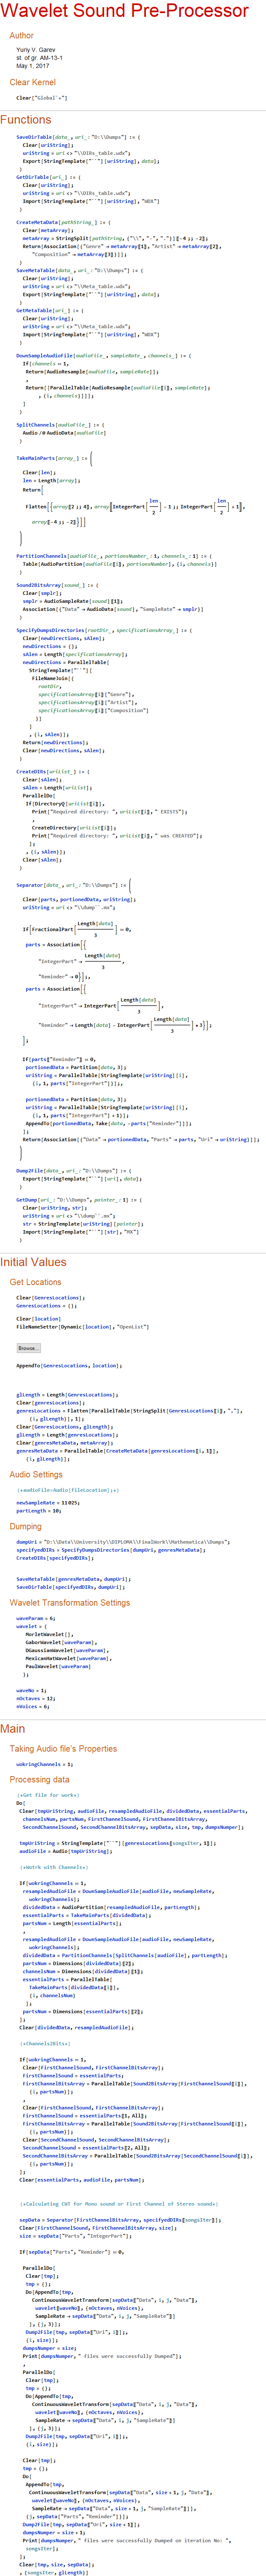 Wavelet Sound Pre-Processor
Author
Yuriy V. Garev
st. of gr. AM-13-1
May 1, 2017
Clear Kernel
Clear["Global`*"]
Functions
SaveDirTable[data_, uri_: "D:\\Dumps"] := (
Clear[uriString];
uriString = uri <> "\\DIRs_table.wdx";
Export[StringTemplate["``"][uriString], data];
)
GetDirTable[uri_] := (
Clear[uriString];
uriString = uri <> "\\DIRs_table.wdx";
Import[StringTemplate["``"][uriString], "WDX"]
)
CreateMetaData[pathString_] := (
Clear[metaArray];
metaArray = StringSplit[pathString, {"\\", ".", "."}][[-4 ;; -2]];
Return[Association[{"Genre" → metaArray[[1]], "Artist" → metaArray[[2]],
"Composition" → metaArray[[3]]}]];
)
SaveMetaTable[data_, uri_: "D:\\Dumps"] := (
Clear[uriString];
uriString = uri <> "\\Meta_table.wdx";
Export[StringTemplate["``"][uriString], data];
)
GetMetaTable[uri_] := (
Clear[uriString];
uriString = uri <> "\\Meta_table.wdx";
Import[StringTemplate["``"][uriString], "WDX"]
)
DownSampleAudioFile[audioFile_, sampleRate_, channels_] := (
If[channels == 1,
Return[AudioResample[audioFile, sampleRate]];
,
Return[[ParallelTable[AudioResample[audioFile[[i]], sampleRate];
, {i, channels}]]];
]
)
SplitChannels[audioFile_] := (
Audio /@ AudioData[audioFile]
)
TakeMainParts[array_] := (
Clear[len];
len = Length[array];
Return[
Flatten[{array[[2 ;; 4]], array[[IntegerPart[len/2] - 1 ;; IntegerPart[len/2] + 1]],
array[[-4 ;; -2]]}]]
)
PartitionChannels[audioFile_, portionsNumber_: 1, channels_: 1] := (
Table[AudioPartition[audioFile[[i]], portionsNumber], {i, channels}]
)
Sound2BitsArray[sound_] := (
Clear[smplr];
smplr = AudioSampleRate[sound][[1]];
Association[{"Data" → AudioData[sound], "SampleRate" → smplr}]
)
SpecifyDumpsDirectories[rootDir_, specificationsArray_] := (
Clear[newDirections, sAlen];
newDirections = {};
sAlen = Length[specificationsArray];
newDirections = ParallelTable[
StringTemplate["``"][
FileNameJoin[{
rootDir,
specificationsArray[[i]]["Genre"],
specificationsArray[[i]]["Artist"],
specificationsArray[[i]]["Composition"]
}]
]
, {i, sAlen}];
Return[newDirections];
Clear[newDirections, sAlen];
)
CreateDIRs[uriList_] := (
Clear[sAlen];
sAlen = Length[uriList];
ParallelDo[
If[DirectoryQ[uriList[[i]]],
Print["Required directory: ", uriList[[i]], " EXISTS"];
,
CreateDirectory[uriList[[i]]];
Print["Required directory: ", uriList[[i]], " was CREATED"];
];
, {i, sAlen}];
Clear[sAlen];
)
Separator[data_, uri_: "D:\\Dumps"] := (
Clear[parts, portionedData, uriString];
uriString = uri <> "\\dump``.mx";
If[FractionalPart[Length[data]/3] == 0,
parts = Association[{
"IntegerPart" → Length[data]/3,
"Reminder" → 0}];,
parts = Association[{
"IntegerPart" → IntegerPart[Length[data]/3],
"Reminder" → Length[data] - IntegerPart[Length[data]/3]*3}];
];
If[parts["Reminder"] == 0,
portionedData = Partition[data, 3];
uriString = ParallelTable[StringTemplate[uriString][i],
{i, 1, parts["IntegerPart"]}];,
portionedData = Partition[data, 3];
uriString = ParallelTable[StringTemplate[uriString][i],
{i, 1, parts["IntegerPart"] + 1}];
AppendTo[portionedData, Take[data, -parts["Reminder"]]];
];
Return[Association[{"Data" → portionedData, "Parts" → parts, "Uri" → uriString}]];
)
Dump2File[data_, uri_: "D:\\Dumps"] := (
Export[StringTemplate["``"][uri], data];
)
GetDump[uri_: "D:\\Dumps", pointer_: 1] := (
Clear[uriString, str];
uriString = uri <> "\\dump``.mx";
str = StringTemplate[uriString][pointer];
Import[StringTemplate["``"][str], "MX"]
)
Initial Values
Get Locations
Clear[GenresLocations];
GenresLocations = {};
Clear[location]
FileNameSetter[Dynamic[location], "OpenList"]
Browse...
AppendTo[GenresLocations, location];
glLength = Length[GenresLocations];
Clear[genresLocations];
genresLocations = Flatten[ParallelTable[StringSplit[GenresLocations[[i]], ","],
{i, glLength}], 1];
Clear[GenresLocations, glLength];
glLength = Length[genresLocations];
Clear[genresMetaData, metaArray];
genresMetaData = ParallelTable[CreateMetaData[genresLocations[[i, 1]]],
{i, glLength}];
Audio Settings
(*audioFile=Audio[fileLocation];*)
newSampleRate = 11025;
partLength = 10;
Dumping
dumpUri = "D:\\Data\\University\\DIPLOMA\\FinalWork\\Mathematica\\Dumps";
specifyedDIRs = SpecifyDumpsDirectories[dumpUri, genresMetaData];
CreateDIRs[specifyedDIRs];
SaveMetaTable[genresMetaData, dumpUri];
SaveDirTable[specifyedDIRs, dumpUri];
Wavelet Transformation Settings
waveParam = 6;
wavelet = {
MorletWavelet[],
GaborWavelet[waveParam],
DGaussianWavelet[waveParam],
MexicanHatWavelet[waveParam],
PaulWavelet[waveParam]
};
waveNo = 1;
nOctaves = 12;
nVoices = 6;
Main
Taking Audio file's Properties
wokringChannels = 1;
Processing data
(*Get File for work*)
Do[
Clear[tmpUriString, audioFile, resampledAudioFile, dividedData, essentialParts,
channelsNum, partsNum, FirstChannelSound, FirstChannelBitsArray,
SecondChannelSound, SecondChannelBitsArray, sepData, size, tmp, dumpsNumber];
tmpUriString = StringTemplate["``"][genresLocations[[songsIter, 1]]];
audioFile = Audio[tmpUriString];
(*Wotrk with Channels*)
If[wokringChannels == 1,
resampledAudioFile = DownSampleAudioFile[audioFile, newSampleRate,
wokringChannels];
dividedData = AudioPartition[resampledAudioFile, partLength];
essentialParts = TakeMainParts[dividedData];
partsNum = Length[essentialParts];
,
resampledAudioFile = DownSampleAudioFile[audioFile, newSampleRate,
wokringChannels];
dividedData = PartitionChannels[SplitChannels[audioFile], partLength];
partsNum = Dimensions[dividedData][[2]];
channelsNum = Dimensions[dividedData][[1]];
essentialParts = ParallelTable[
TakeMainParts[dividedData[[i]],
{i, channelsNum}
];
partsNum = Dimensions[essentialParts][[2]];
];
Clear[dividedData, resampledAudioFile];
(*Channels2Bits*)
If[wokringChannels == 1,
Clear[FirstChannelSound, FirstChannelBitsArray];
FirstChannelSound = essentialParts;
FirstChannelBitsArray = ParallelTable[Sound2BitsArray[FirstChannelSound[[i]]],
{i, partsNum}];
,
Clear[FirstChannelSound, FirstChannelBitsArray];
FirstChannelSound = essentialParts[[1, All]];
FirstChannelBitsArray = ParallelTable[Sound2BitsArray[FirstChannelSound[[i]]],
{i, partsNum}];
Clear[SecondChannelSound, SecondChannelBitsArray];
SecondChannelSound = essentialParts[[2, All]];
SecondChannelBitsArray = ParallelTable[Sound2BitsArray[SecondChannelSound[[i]]],
{i, partsNum}];
];
Clear[essentialParts, audioFile, partsNum];
(*Calculating CWT for Mono sound or First Channel of Stereo sound*)
sepData = Separator[FirstChannelBitsArray, specifyedDIRs[[songsIter]]];
Clear[FirstChannelSound, FirstChannelBitsArray, size];
size = sepData["Parts", "IntegerPart"];
If[sepData["Parts", "Reminder"] == 0,
ParallelDo[
Clear[tmp];
tmp = {};
Do[AppendTo[tmp,
ContinuousWaveletTransform[sepData["Data", i, j, "Data"],
wavelet[[waveNo]], {nOctaves, nVoices},
SampleRate → sepData["Data", i, j, "SampleRate"]]
], {j, 3}];
Dump2File[tmp, sepData["Uri", i]];,
{i, size}];
dumpsNumber = size;
Print[dumpsNumber, " files were successfully Dumped"];
,
ParallelDo[
Clear[tmp];
tmp = {};
Do[AppendTo[tmp,
ContinuousWaveletTransform[sepData["Data", i, j, "Data"],
wavelet[[waveNo]], {nOctaves, nVoices},
SampleRate → sepData["Data", i, j, "SampleRate"]]
], {j, 3}];
Dump2File[tmp, sepData["Uri", i]];,
{i, size}];
Clear[tmp];
tmp = {};
Do[
AppendTo[tmp,
ContinuousWaveletTransform[sepData["Data", size + 1, j, "Data"],
wavelet[[waveNo]], {nOctaves, nVoices},
SampleRate → sepData["Data", size + 1, j, "SampleRate"]]],
{j, sepData["Parts", "Reminder"]}];
Dump2File[tmp, sepData["Uri", size + 1]];
dumpsNumber = size + 1;
Print[dumpsNumber, " files were successfully Dumped on iteration No: ",
songsIter];
];
Clear[tmp, size, sepData];
, {songsIter, glLength}]